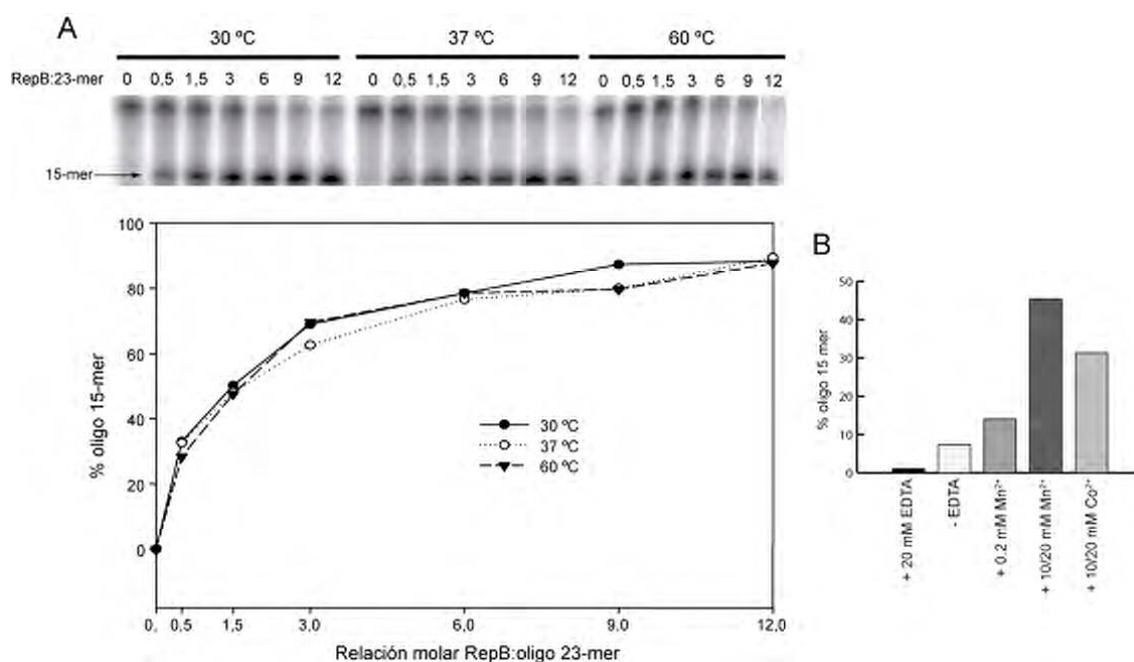 A
30 ºC 37 ºC 60 ºC
RepB:23-mer 0 0,5 1,5 3 6 9 12 0 0,5 1,5 3 6 9 12 0 0,5 1,5 3 6 9 12
15-mer
100
80
60
40
20
0
% oligo 15-mer
30 ºC
37 ºC
60 ºC
0, 0,5 1,5 3,0 6,0 9,0 12,0
Relación molar RepB:oligo 23-mer
B
50
40
30
20
10
0
% oligo 15 mer
+ 20 mM EDTA
- EDTA
+ 0.2 mM Mn²⁺
+ 10/20 mM Mn²⁺
+ 10/20 mM Co²⁺